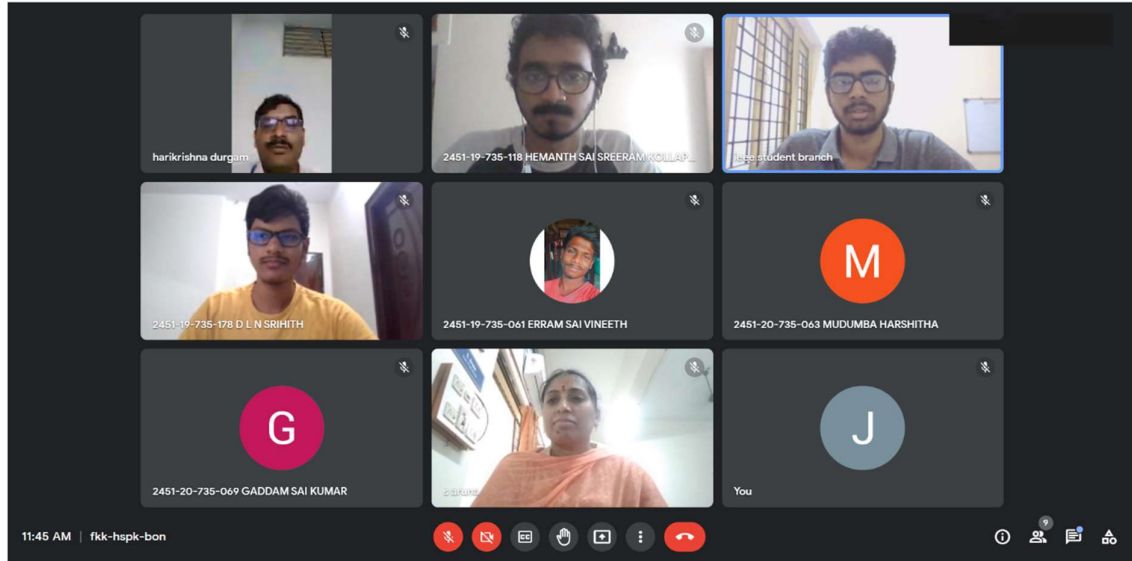 harikrishna durgam
2451-19-735-118 HEMANTH SAI SREERAM KOLLAP...
ieee student branch
2451-19-735-178 D L N SRIHITH
2451-19-735-061 ERRAM SAI VINEETH
M
2451-20-735-063 MUDUMBA HARSHITHA
G
2451-20-735-069 GADDAM SAI KUMAR
s aruna
J
You
11:45 AM | fkk-hspk-bon
CC
9